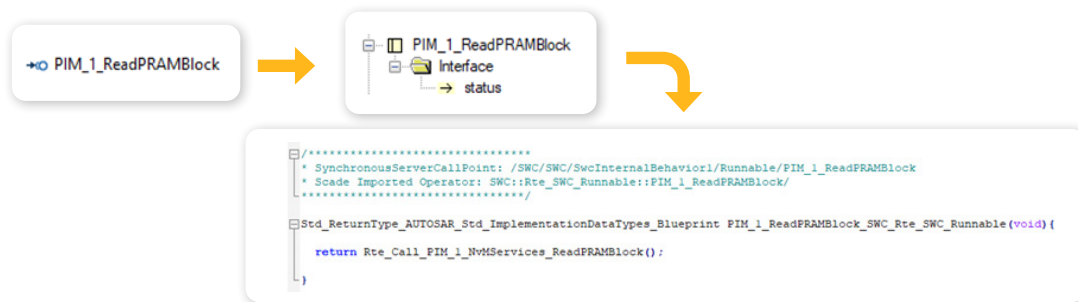 PIM_1_ReadPRAMBlock
PIM_1_ReadPRAMBlock
Interface
status
/********************************
* SynchronousServerCallPoint: /SWC/SWC/SwcInternalBehavior1/Runnable/PIM_1_ReadPRAMBlock
* Scade Imported Operator: SWC::Rte_SWC_Runnable::PIM_1_ReadPRAMBlock/
********************************/
Std_ReturnType_AUTOSAR_Std_ImplementationDataTypes_Blueprint PIM_1_ReadPRAMBlock_SWC_Rte_SWC_Runnable(void){
return Rte_Call_PIM_1_NvMServices_ReadPRAMBlock();
}